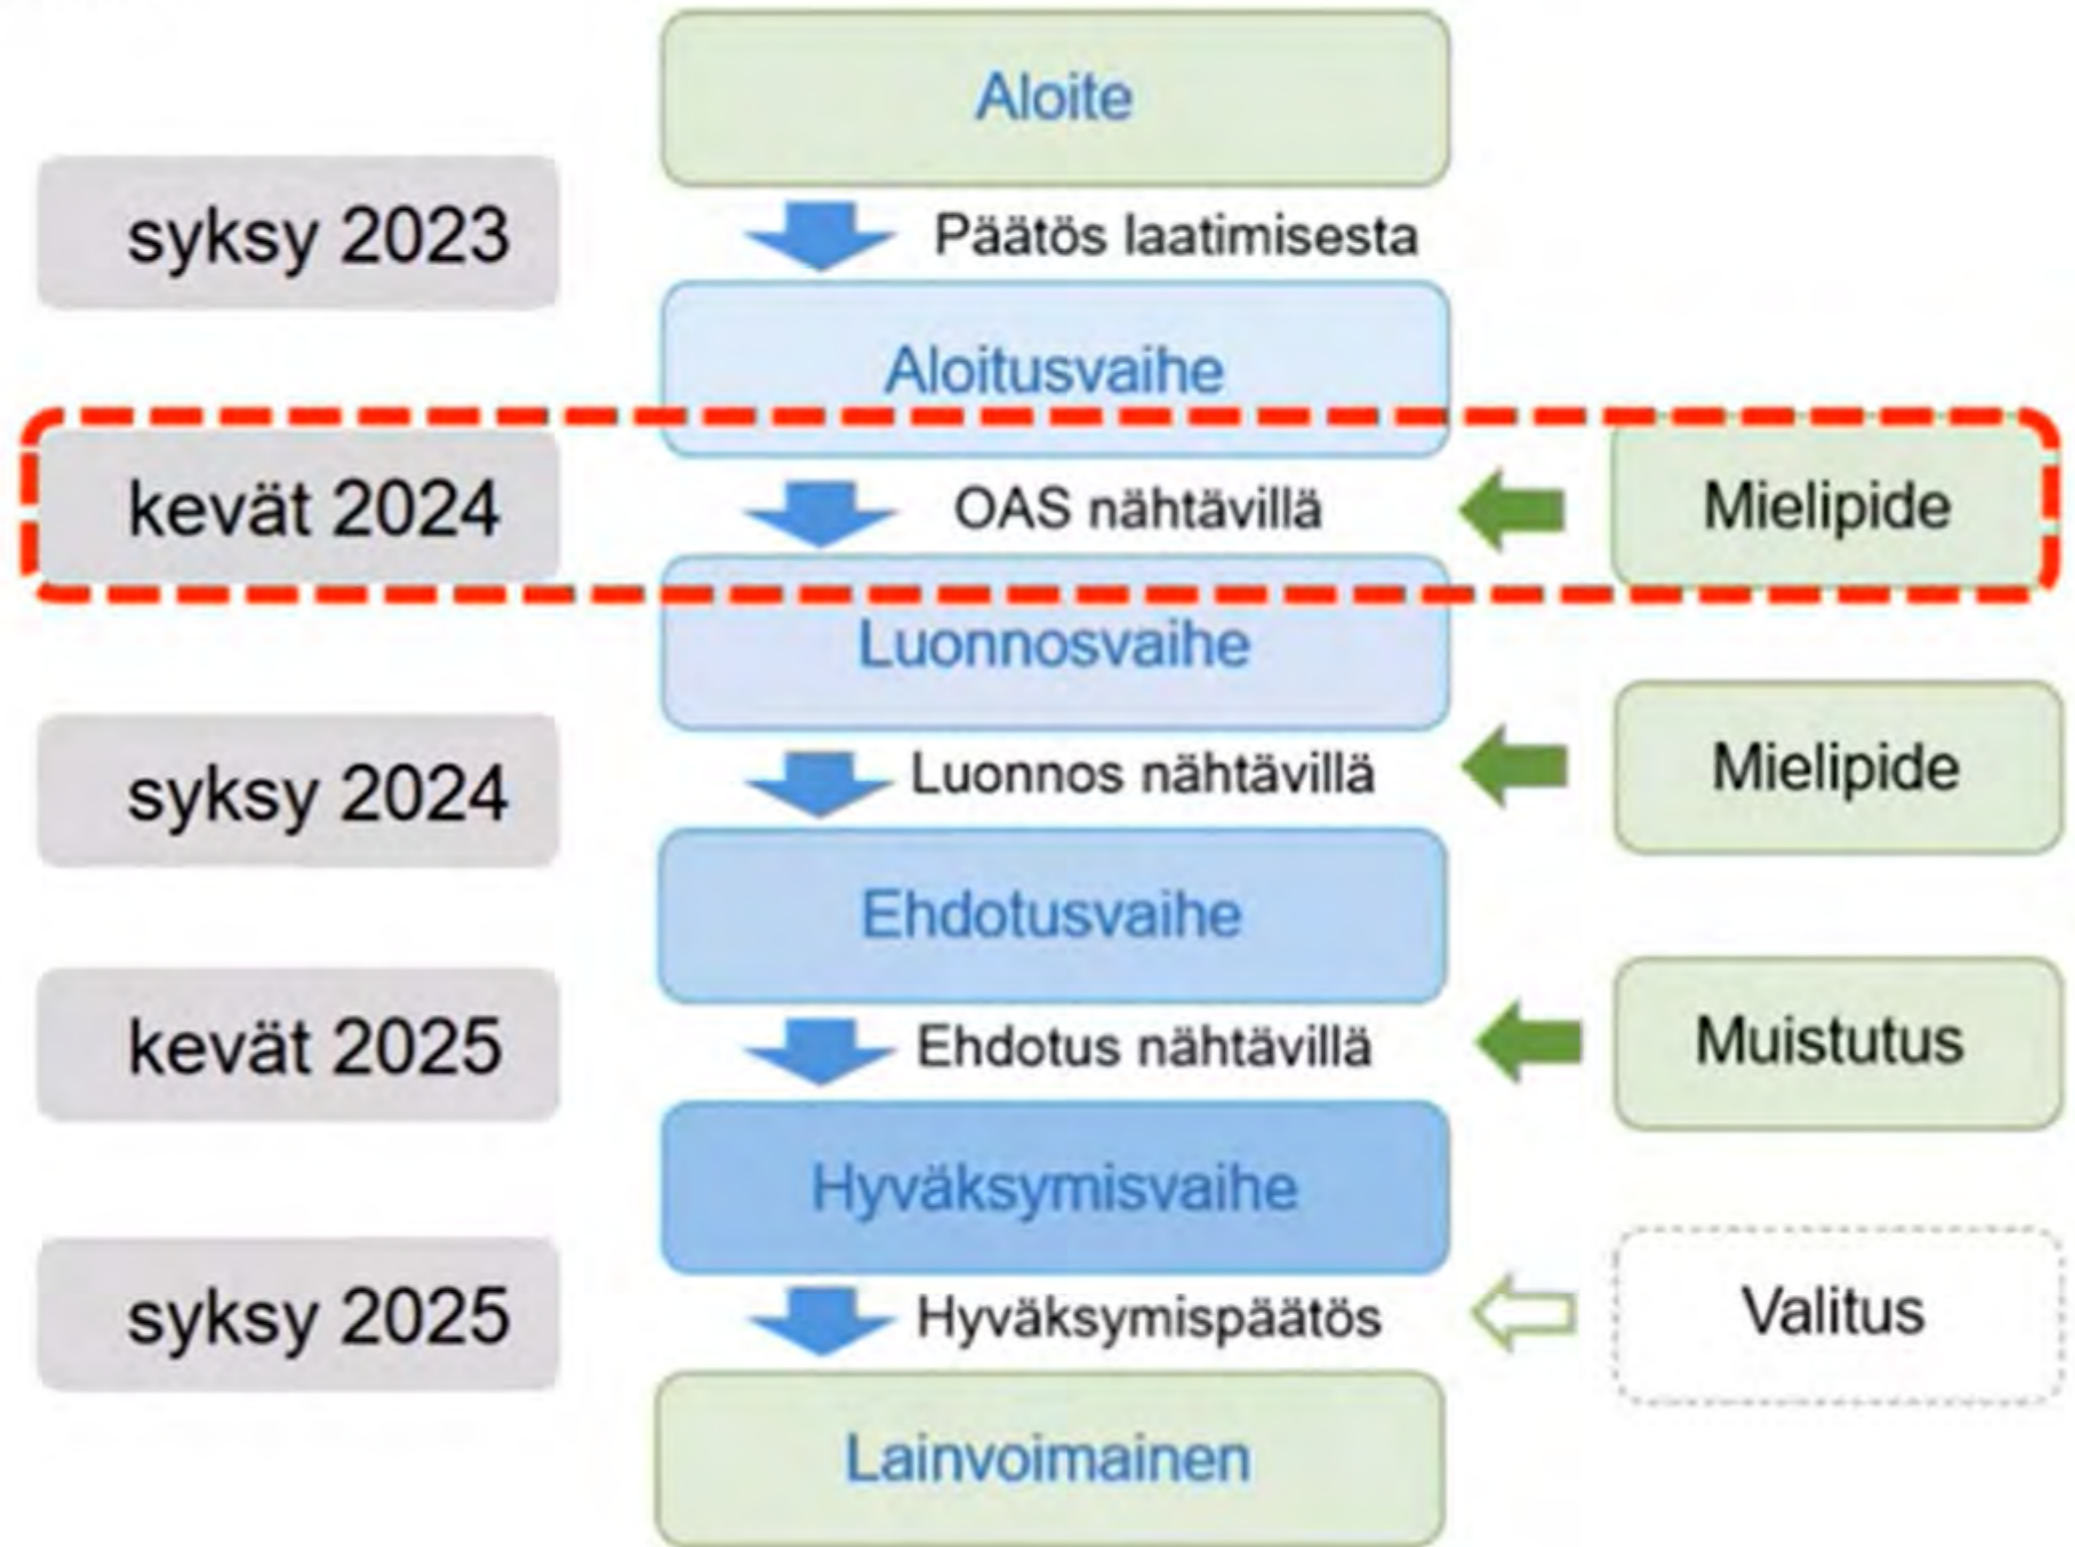 Aloite
syksy 2023
Päätös laatimisesta
Aloitusvaihe
kevät 2024
OAS nähtävillä
Mielipide
Luonnosvaihe
syksy 2024
Luonnos nähtävillä
Mielipide
Ehdotusvaihe
kevät 2025
Ehdotus nähtävillä
Muistutus
Hyväksymisvaihe
syksy 2025
Hyväksymispäätös
Valitus
Lainvoimainen